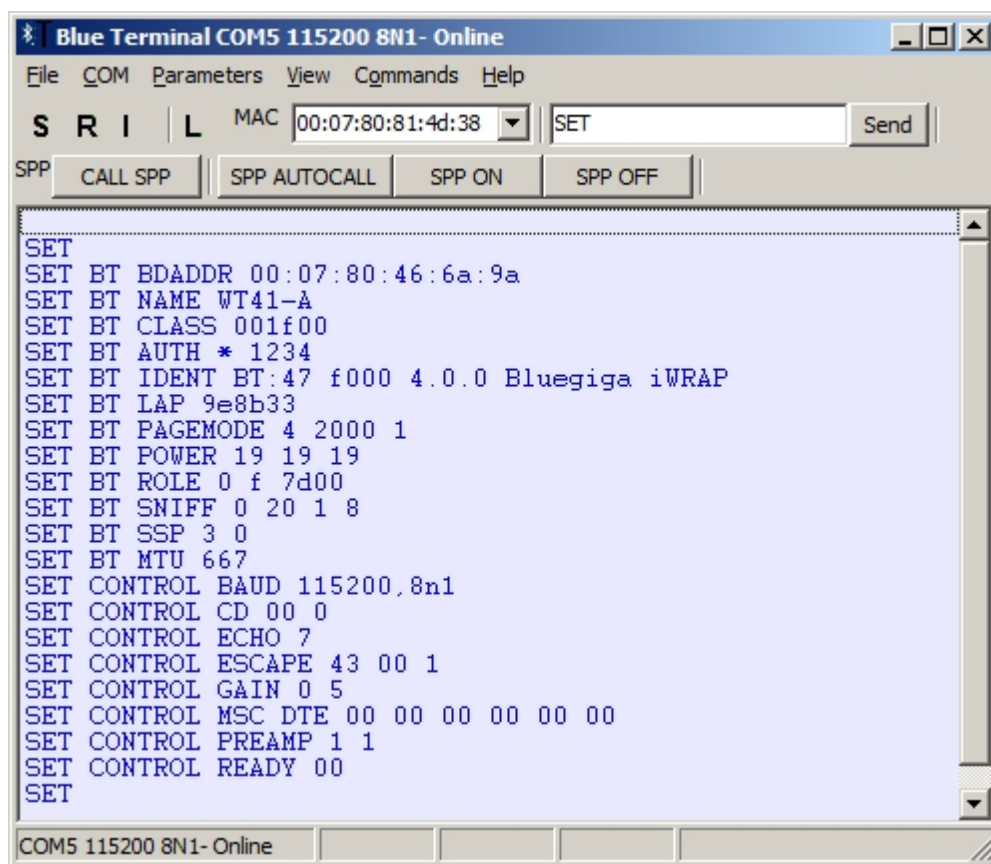 Blue Terminal COM5 115200 8N1- Online
File COM Parameters View Commands Help
S R I L MAC 00:07:80:81:4d:38 SET Send
SPP CALL SPP SPP AUTOCALL SPP ON SPP OFF
SET
SET BT BDADDR 00:07:80:46:6a:9a
SET BT NAME WT41-A
SET BT CLASS 001f00
SET BT AUTH * 1234
SET BT IDENT BT:47 f000 4.0.0 Bluegiga iWRAP
SET BT LAP 9e8b33
SET BT PAGEMODE 4 2000 1
SET BT POWER 19 19 19
SET BT ROLE 0 f 7d00
SET BT SNIFF 0 20 1 8
SET BT SSP 3 0
SET BT MTU 667
SET CONTROL BAUD 115200,8n1
SET CONTROL CD 00 0
SET CONTROL ECHO 7
SET CONTROL ESCAPE 43 00 1
SET CONTROL GAIN 0 5
SET CONTROL MSC DTE 00 00 00 00 00 00
SET CONTROL PREAMP 1 1
SET CONTROL READY 00
SET
COM5 115200 8N1- Online